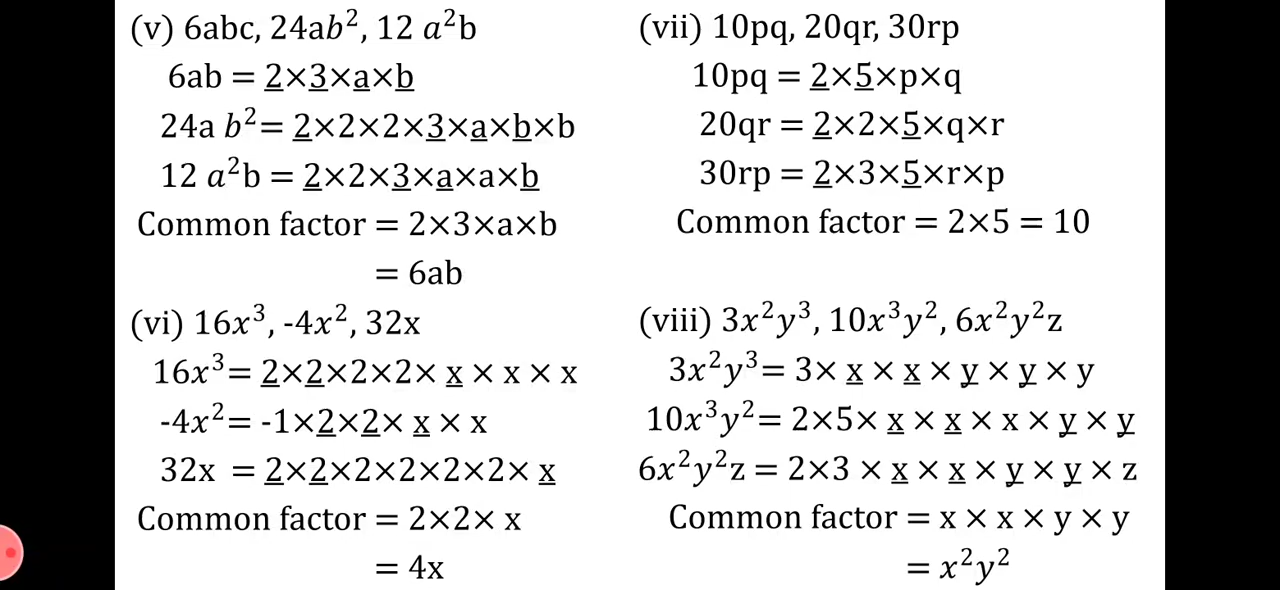 (v) 6abc, 24ab², 12 a²b
6ab = 2×3×a×b
24a b²= 2×2×2×3×a×b×b
12 a²b = 2×2×3×a×a×b
Common factor = 2×3×a×b
= 6ab
(vi) 16x³, -4x², 32x
16x³= 2×2×2×2× x × x × x
-4x²= -1×2×2× x × x
32x = 2×2×2×2×2×2× x
Common factor = 2×2× x
= 4x
(vii) 10pq, 20qr, 30rp
10pq = 2×5×p×q
20qr = 2×2×5×q×r
30rp = 2×3×5×r×p
Common factor = 2×5 = 10
(viii) 3x²y³, 10x³y², 6x²y²z
3x²y³= 3× x × x × y × y × y
10x³y²= 2×5× x × x × x × y × y
6x²y²z = 2×3 × x × x × y × y × z
Common factor = x × x × y × y
= x²y²